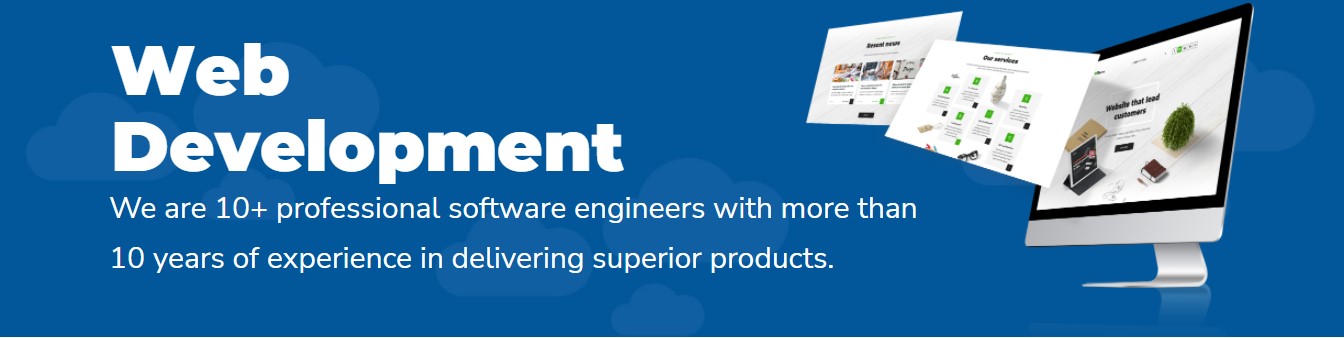 Web
Development
We are 10+ professional software engineers with more than
10 years of experience in delivering superior products.
Resent news
Our services
Website that lead
customers